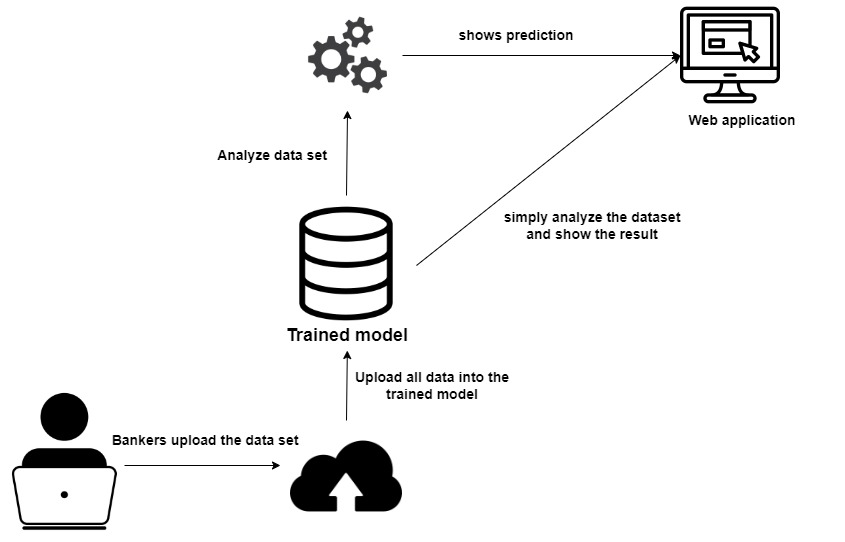 shows prediction
Web application
Analyze data set
simply analyze the dataset
and show the result
Trained model
Upload all data into the
trained model
Bankers upload the data set